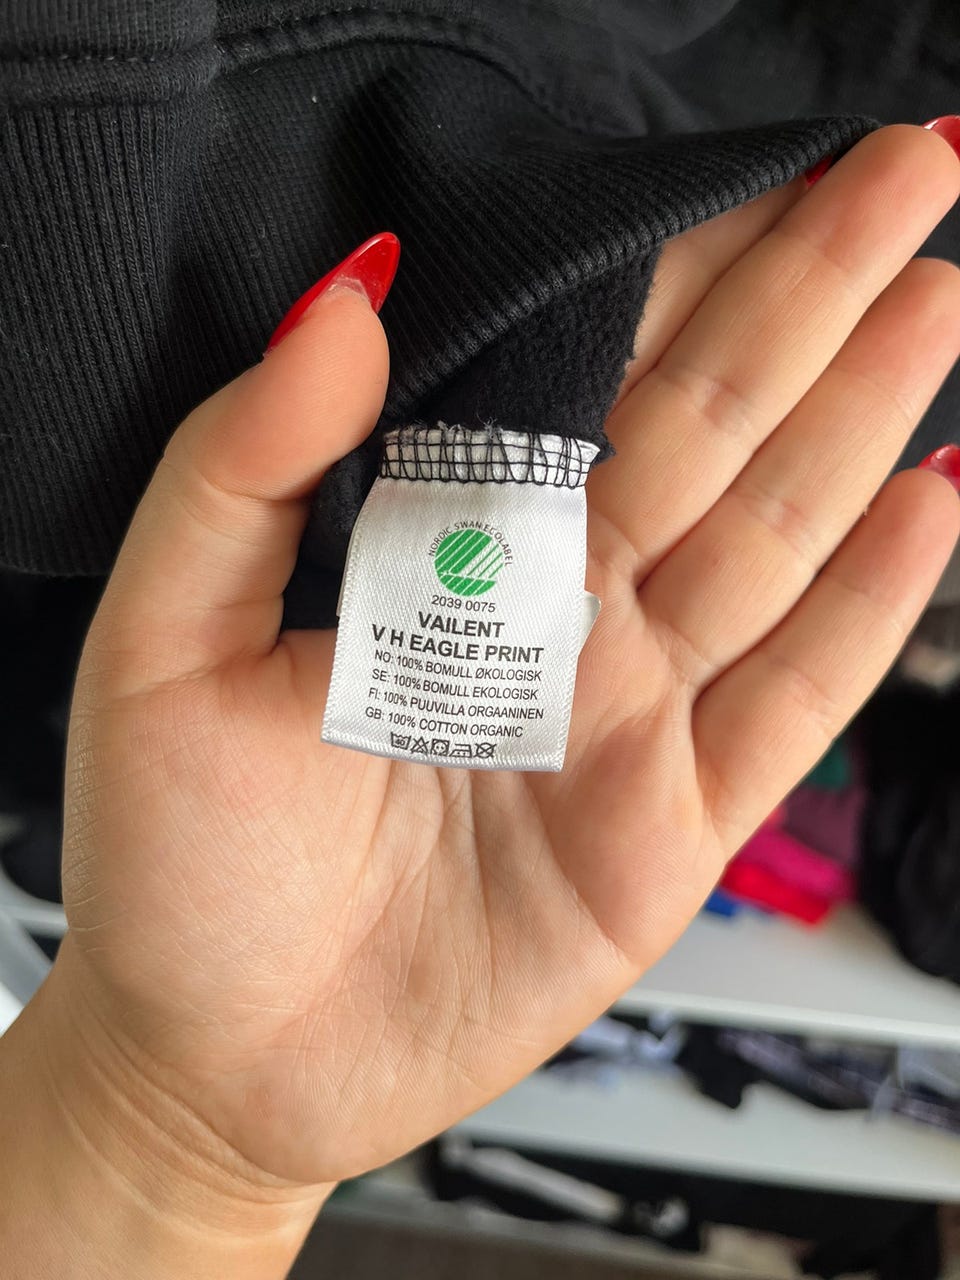 NORDIC SWAN ECOLABEL
2039 0075
VAILENT
V H EAGLE PRINT
NO: 100% BOMULL ØKOLOGISK
SE: 100% BOMULL EKOLOGISK
FI: 100% PUUVILLA ORGAANINEN
GB: 100% COTTON ORGANIC
40